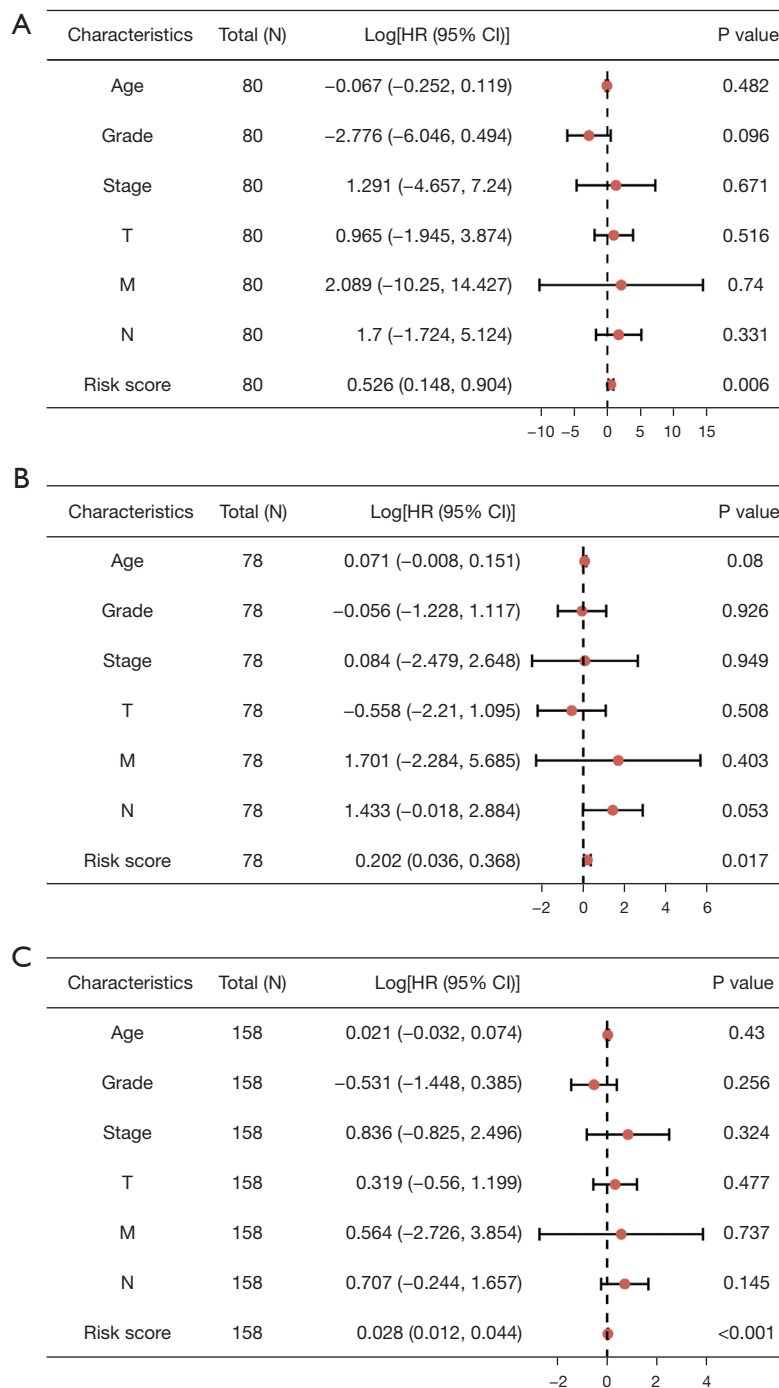 A
Characteristics Total (N) Log[HR (95% CI)] P value
Age 80 −0.067 (−0.252, 0.119) 0.482
Grade 80 −2.776 (−6.046, 0.494) 0.096
Stage 80 1.291 (−4.657, 7.24) 0.671
T 80 0.965 (−1.945, 3.874) 0.516
M 80 2.089 (−10.25, 14.427) 0.74
N 80 1.7 (−1.724, 5.124) 0.331
Risk score 80 0.526 (0.148, 0.904) 0.006
−10 −5 0 5 10 15
B
Characteristics Total (N) Log[HR (95% CI)] P value
Age 78 0.071 (−0.008, 0.151) 0.08
Grade 78 −0.056 (−1.228, 1.117) 0.926
Stage 78 0.084 (−2.479, 2.648) 0.949
T 78 −0.558 (−2.21, 1.095) 0.508
M 78 1.701 (−2.284, 5.685) 0.403
N 78 1.433 (−0.018, 2.884) 0.053
Risk score 78 0.202 (0.036, 0.368) 0.017
−2 0 2 4 6
C
Characteristics Total (N) Log[HR (95% CI)] P value
Age 158 0.021 (−0.032, 0.074) 0.43
Grade 158 −0.531 (−1.448, 0.385) 0.256
Stage 158 0.836 (−0.825, 2.496) 0.324
T 158 0.319 (−0.56, 1.199) 0.477
M 158 0.564 (−2.726, 3.854) 0.737
N 158 0.707 (−0.244, 1.657) 0.145
Risk score 158 0.028 (0.012, 0.044) <0.001
−2 0 2 4